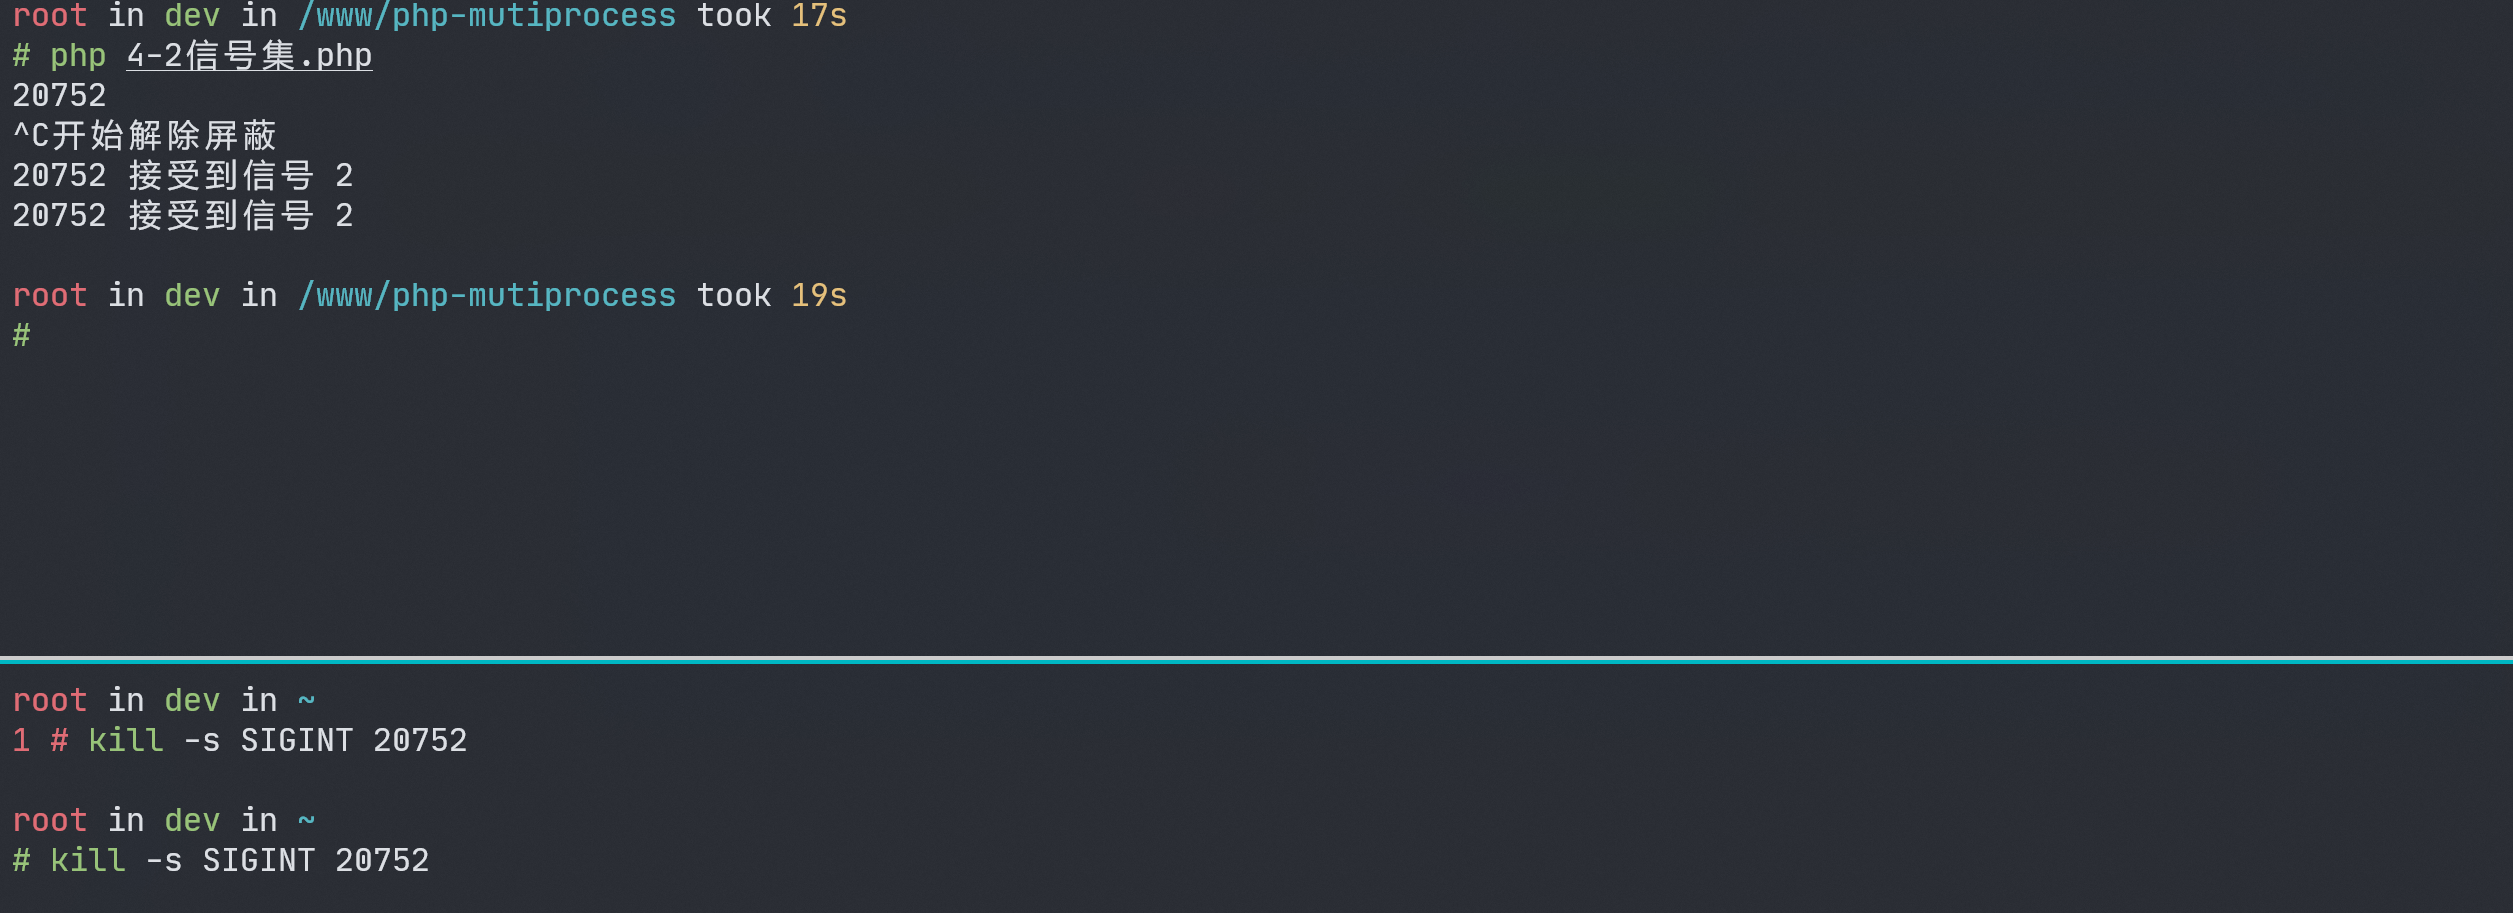 root in dev in /www/php-mutiprocess took 17s
# php 4-2信号集.php
20752
^C开始解除屏蔽
20752 接受到信号 2
20752 接受到信号 2
root in dev in /www/php-mutiprocess took 19s
#
root in dev in ~
1 # kill -s SIGINT 20752
root in dev in ~
# kill -s SIGINT 20752